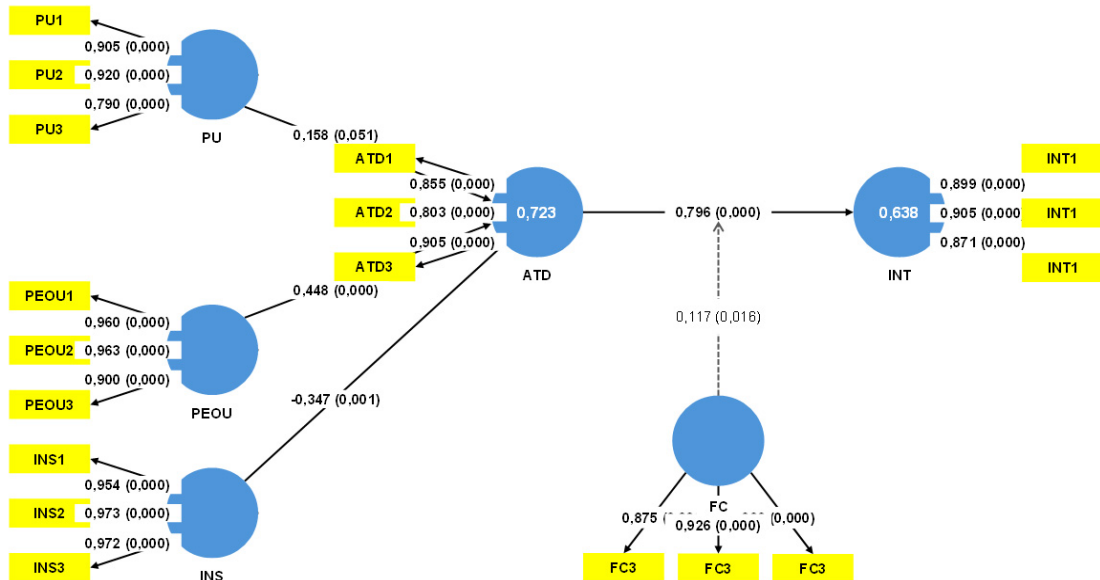 PU1
0,905 (0,000)
PU2
0,920 (0,000)
0,790 (0,000)
PU3
PU
0,158 (0,051)
ATD1
0,855 (0,000)
ATD2
0,803 (0,000)
0,905 (0,000)
ATD3
0,723
ATD
0,796 (0,000)
0,638
INT
INT1
0,899 (0,000)
INT1
0,905 (0,000)
0,871 (0,000)
INT1
PEOU1
0,960 (0,000)
PEOU2
0,963 (0,000)
0,900 (0,000)
PEOU3
PEOU
0,448 (0,000)
0,117 (0,016)
-0,347 (0,001)
INS1
0,954 (0,000)
INS2
0,973 (0,000)
0,972 (0,000)
INS3
INS
FC
0,875 (
0,926 (0,000)
(0,000)
FC3
FC3
FC3